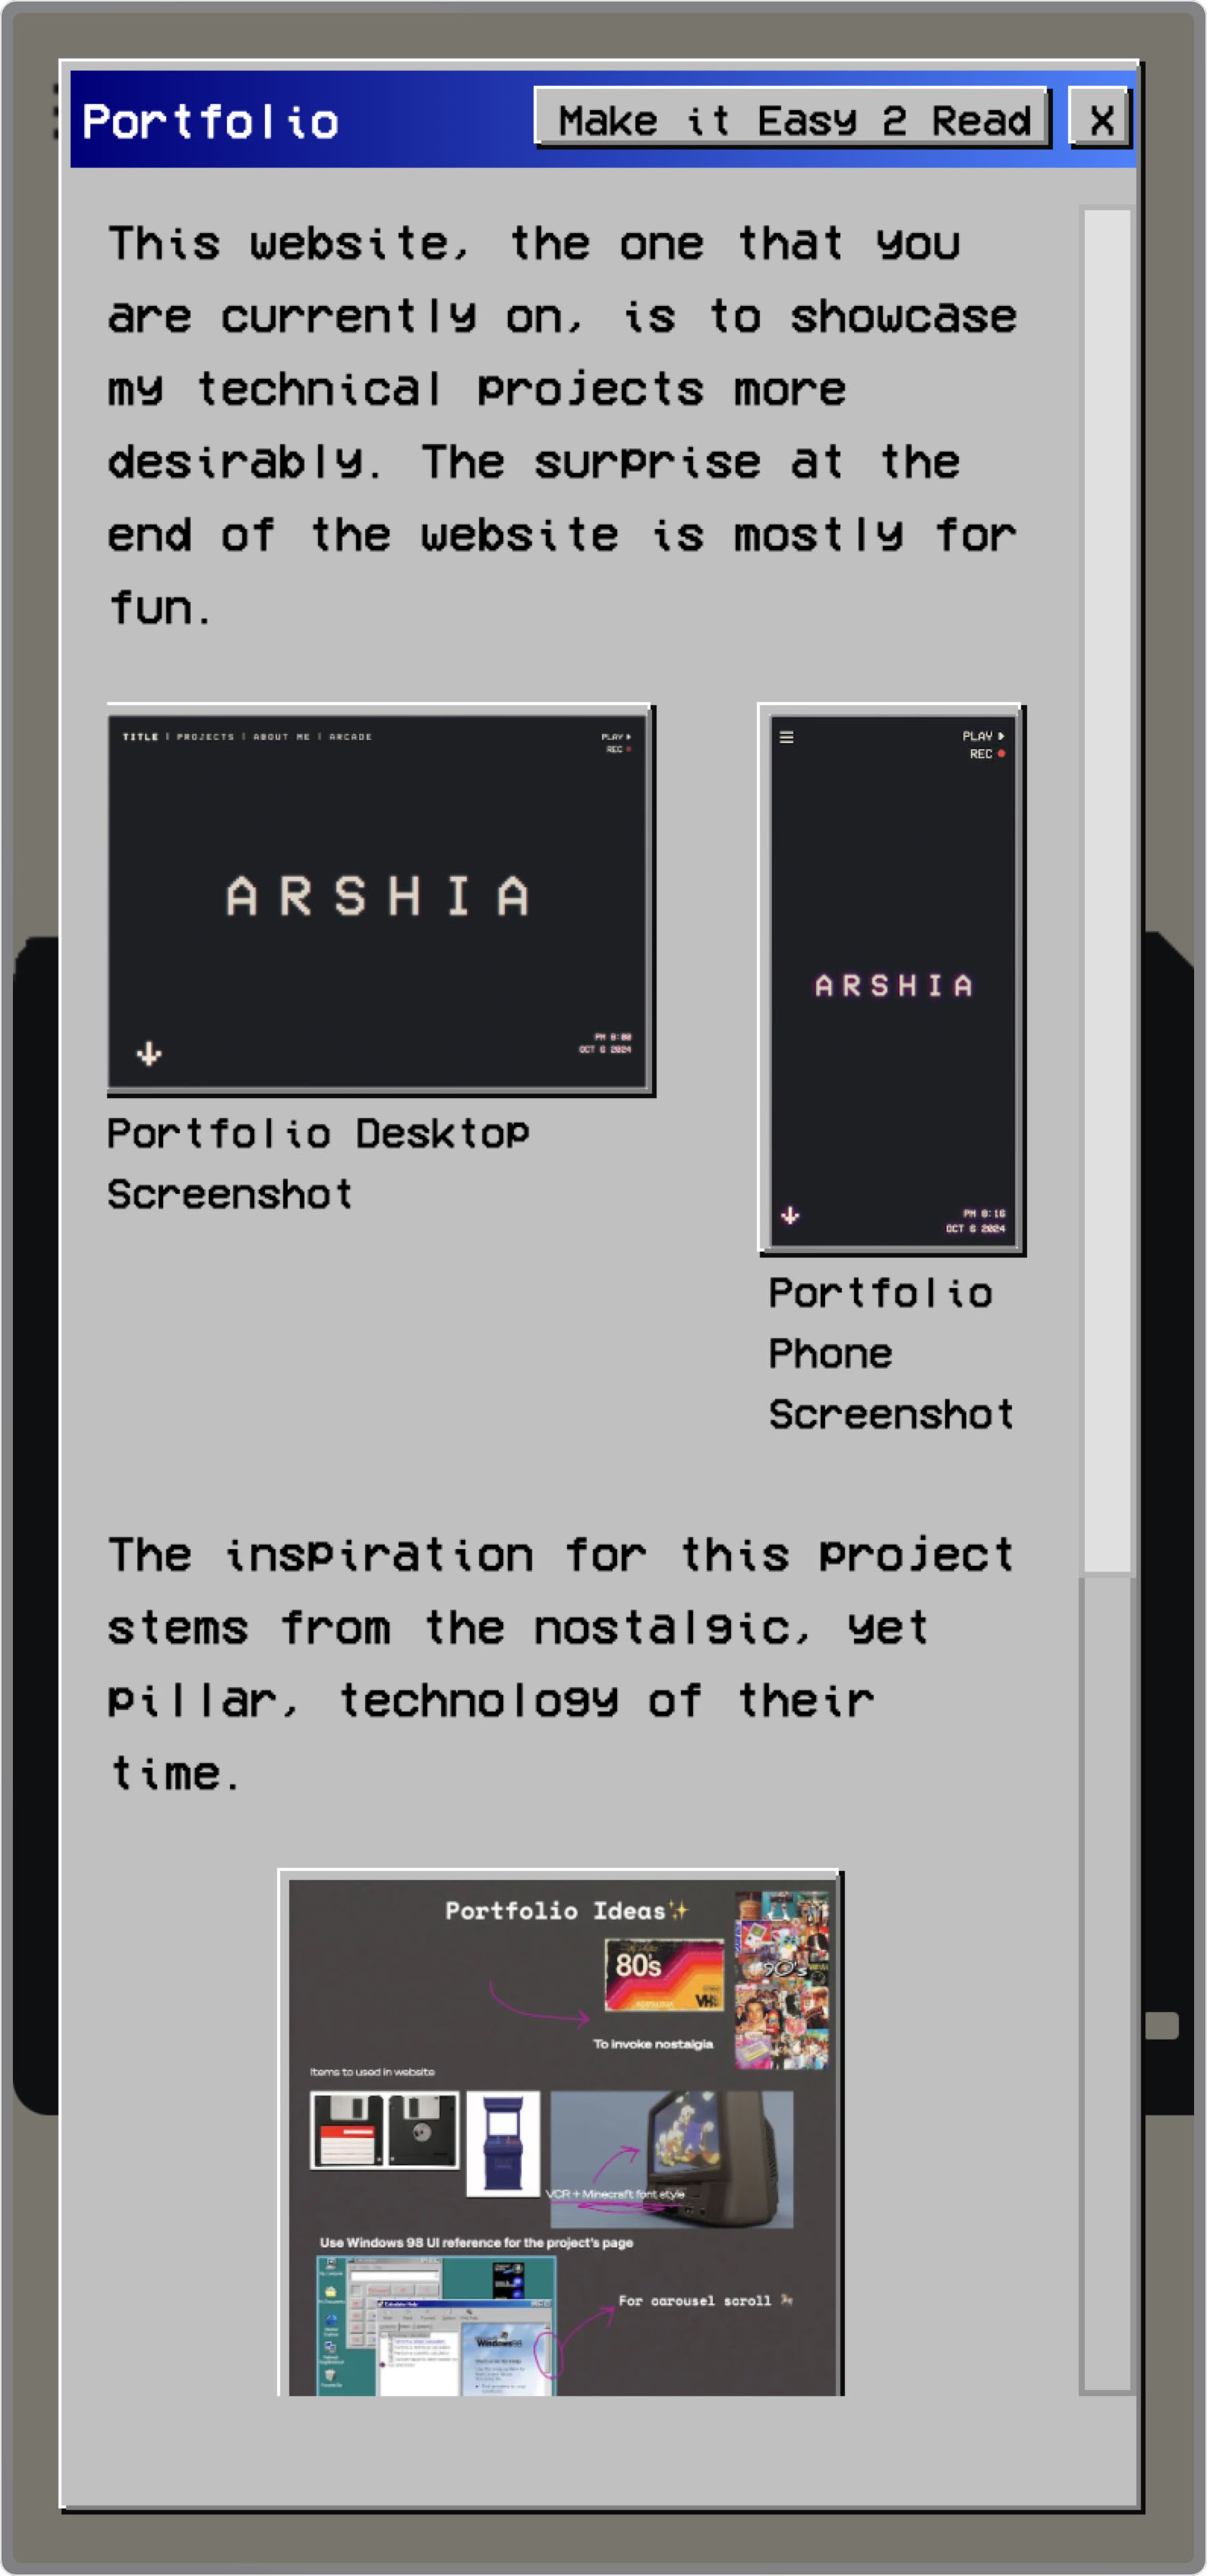 Portfolio
Make it Easy 2 Read
X
This website, the one that you
are currently on, is to showcase
my technical projects more
desirably. The surprise at the
end of the website is mostly for
fun.
TITLE | PROJECTS | ABOUT ME | ARCADE
PLAY
REC
ARSHIA
PM 8:00
OCT 6 2024
Portfolio Desktop
Screenshot
PLAY
REC
ARSHIA
PM 8:16
OCT 6 2024
Portfolio
Phone
Screenshot
The inspiration for this project
stems from the nostalgic, yet
pillar, technology of their
time.
Portfolio Ideas✨
80's
90's
To invoke nostalgia
Items to used in website
VCR + Minecraft font style
Use Windows 98 UI reference for the project's page
For carousel scroll
Windows98